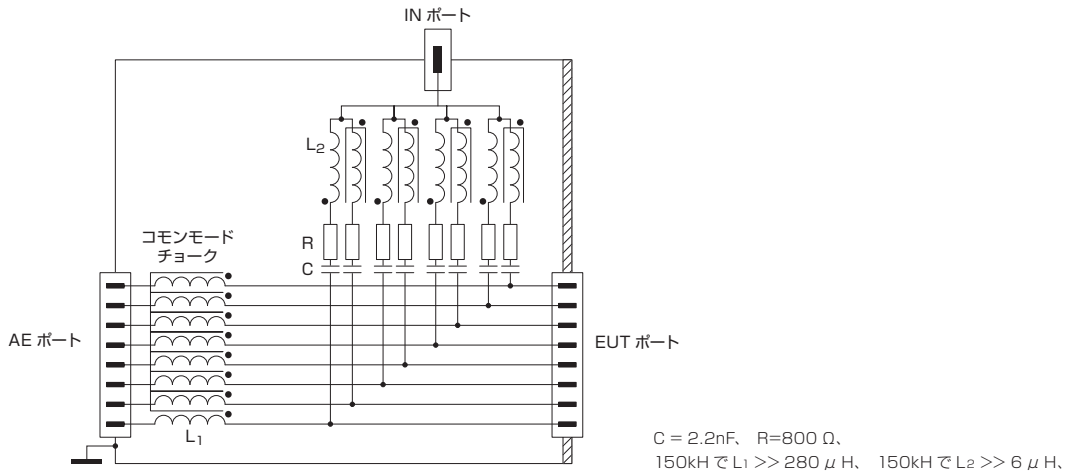 IN ポート
L2
R
C
コモンモード
チョーク
AE ポート
EUT ポート
L1
C = 2.2nF、 R=800 Ω、
150kH で L1 >> 280 μ H、 150kH で L2 >> 6 μ H、